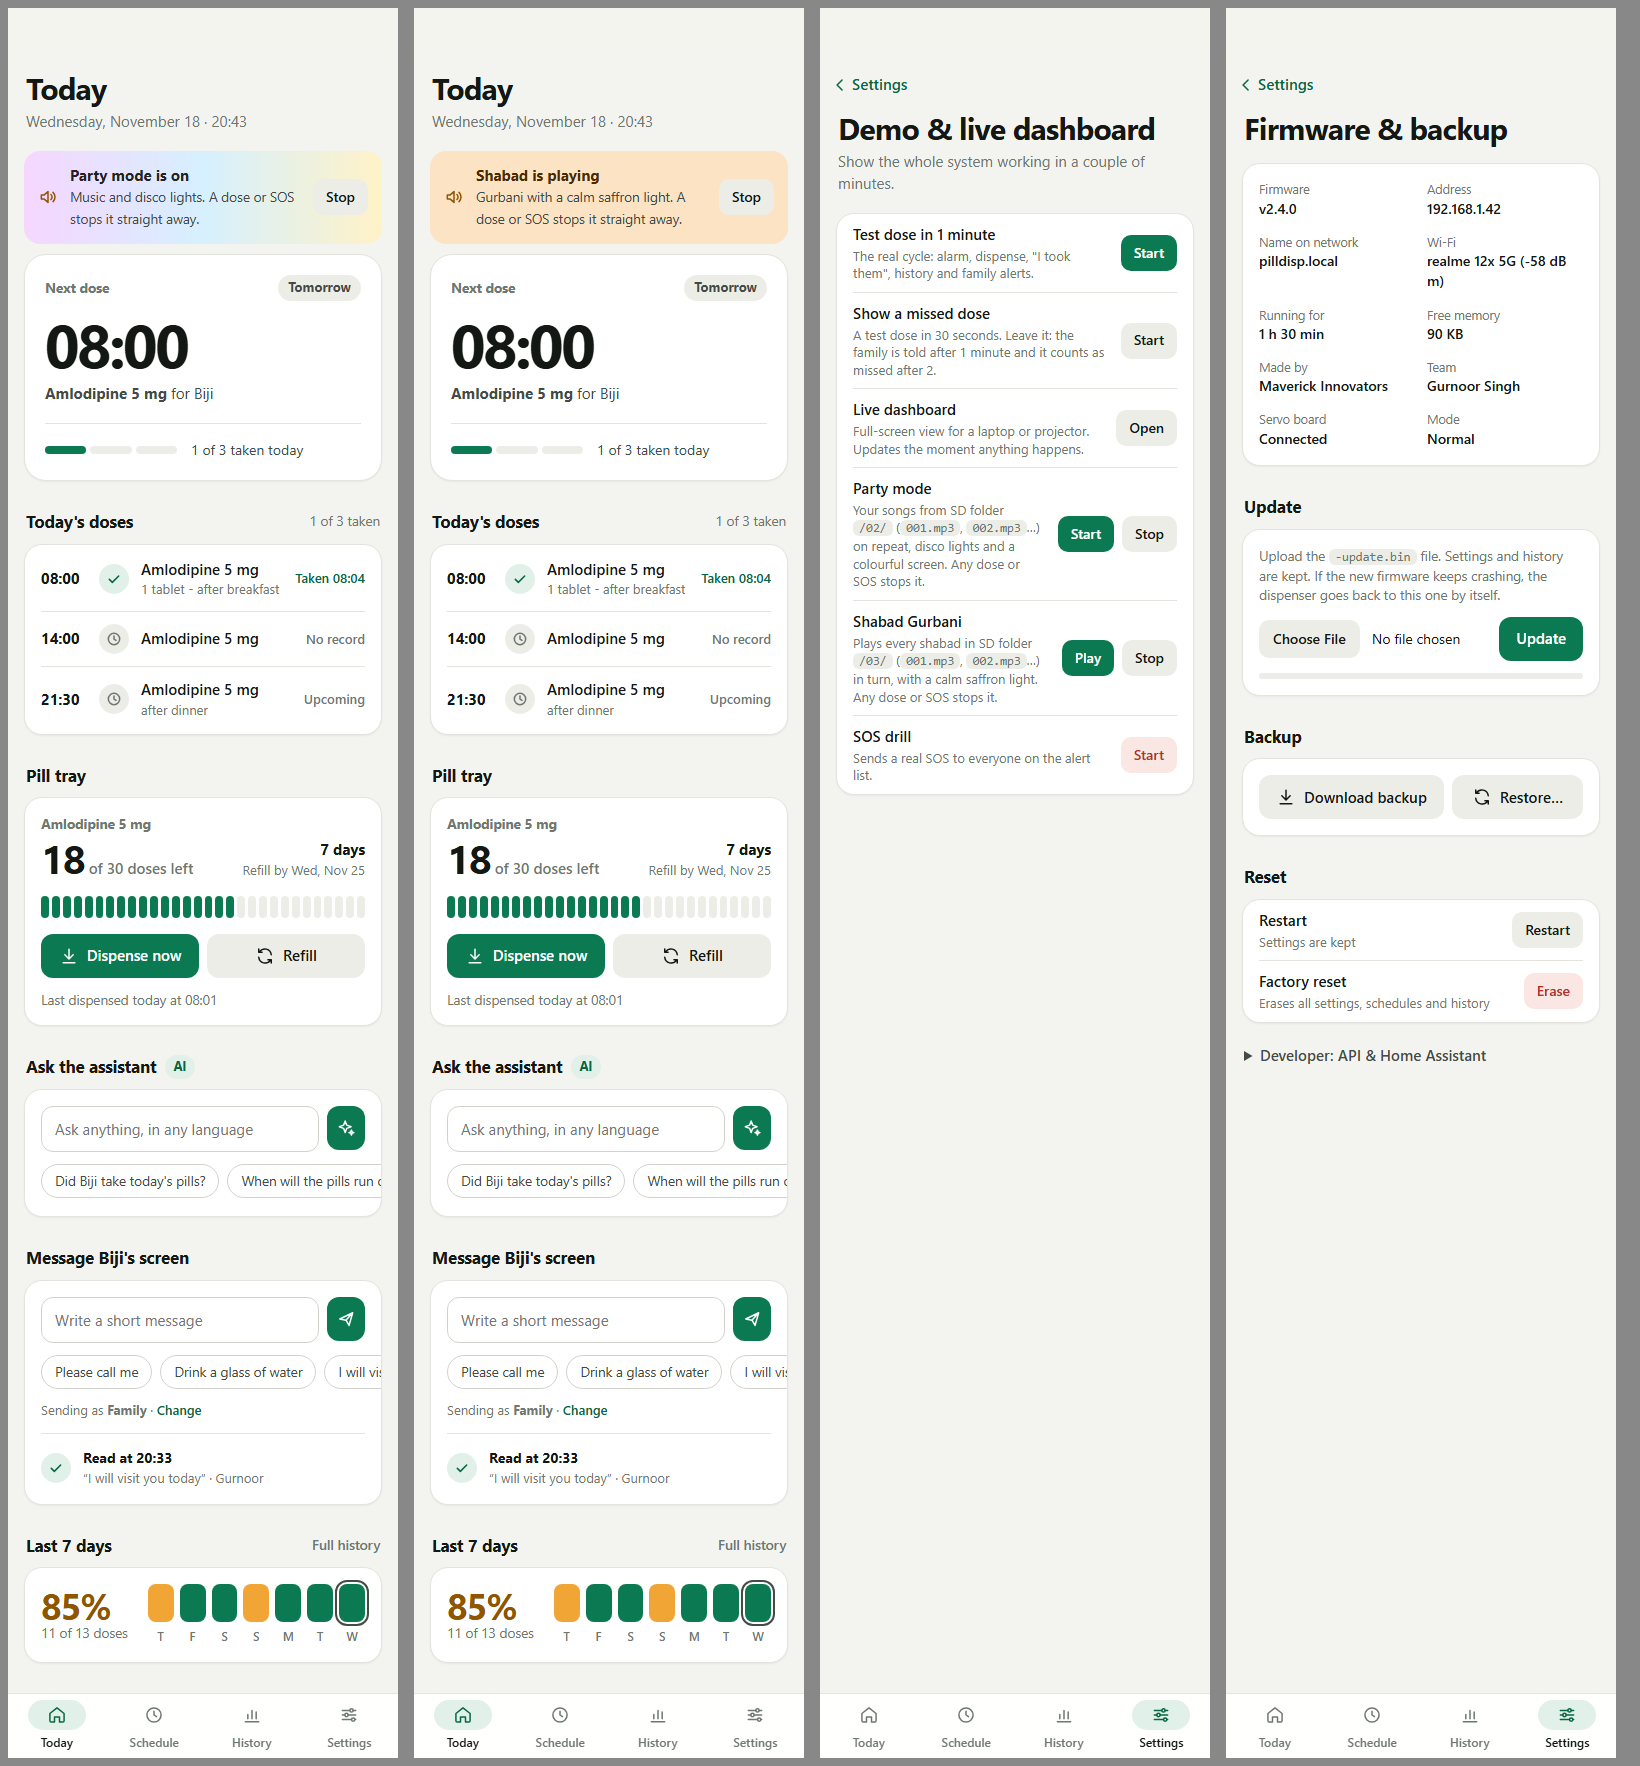 Today
Wednesday, November 18 · 20:43
Party mode is on
Music and disco lights. A dose or SOS
stops it straight away.
Stop
Next dose
Tomorrow
08:00
Amlodipine 5 mg for Biji
1 of 3 taken today
Today's doses
1 of 3 taken
08:00
Amlodipine 5 mg
1 tablet - after breakfast
Taken 08:04
14:00
Amlodipine 5 mg
No record
21:30
Amlodipine 5 mg
after dinner
Upcoming
Pill tray
Amlodipine 5 mg
18 of 30 doses left
7 days
Refill by Wed, Nov 25
Dispense now
Refill
Last dispensed today at 08:01
Ask the assistant
AI
Ask anything, in any language
Did Biji take today's pills?
When will the pills run
Message Biji's screen
Write a short message
Please call me
Drink a glass of water
I will
Sending as Family · Change
Read at 20:33
“I will visit you today” · Gurnoor
Last 7 days
Full history
85%
11 of 13 doses
T F S S M T W
Today
Schedule
History
Settings
Today
Wednesday, November 18 · 20:43
Shabad is playing
Gurbani with a calm saffron light. A
dose or SOS stops it straight away.
Stop
Next dose
Tomorrow
08:00
Amlodipine 5 mg for Biji
1 of 3 taken today
Today's doses
1 of 3 taken
08:00
Amlodipine 5 mg
1 tablet - after breakfast
Taken 08:04
14:00
Amlodipine 5 mg
No record
21:30
Amlodipine 5 mg
after dinner
Upcoming
Pill tray
Amlodipine 5 mg
18 of 30 doses left
7 days
Refill by Wed, Nov 25
Dispense now
Refill
Last dispensed today at 08:01
Ask the assistant
AI
Ask anything, in any language
Did Biji take today's pills?
When will the pills run
Message Biji's screen
Write a short message
Please call me
Drink a glass of water
I will
Sending as Family · Change
Read at 20:33
“I will visit you today” · Gurnoor
Last 7 days
Full history
85%
11 of 13 doses
T F S S M T W
Today
Schedule
History
Settings
Settings
Demo & live dashboard
Show the whole system working in a couple of
minutes.
Test dose in 1 minute
The real cycle: alarm, dispense, "I took
them", history and family alerts.
Start
Show a missed dose
A test dose in 30 seconds. Leave it: the
family is told after 1 minute and it counts as
missed after 2.
Start
Live dashboard
Full-screen view for a laptop or projector.
Updates the moment anything happens.
Open
Party mode
Your songs from SD folder
/02/ (001.mp3, 002.mp3…)
on repeat, disco lights and a
colourful screen. Any dose or
SOS stops it.
Start
Stop
Shabad Gurbani
Plays every shabad in SD folder
/03/ (001.mp3, 002.mp3…)
in turn, with a calm saffron light.
Any dose or SOS stops it.
Play
Stop
SOS drill
Sends a real SOS to everyone on the alert
list.
Start
Today
Schedule
History
Settings
Settings
Firmware & backup
Firmware
v2.4.0
Address
192.168.1.42
Name on network
pilldisp.local
Wi-Fi
realme 12x 5G (-58 dB
m)
Running for
1 h 30 min
Free memory
90 KB
Made by
Maverick Innovators
Team
Gurnoor Singh
Servo board
Connected
Mode
Normal
Update
Upload the -update.bin file. Settings and history
are kept. If the new firmware keeps crashing, the
dispenser goes back to this one by itself.
Choose File
No file chosen
Update
Backup
Download backup
Restore…
Reset
Restart
Settings are kept
Restart
Factory reset
Erases all settings, schedules and history
Erase
Developer: API & Home Assistant
Today
Schedule
History
Settings